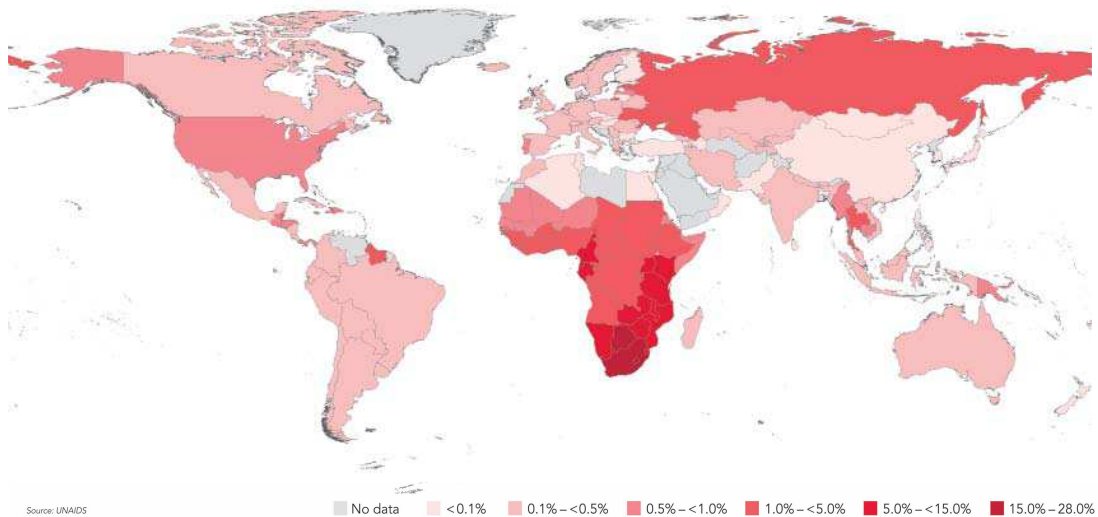 Source: UNAIDS
No data <0.1% 0.1% – <0.5% 0.5% – <1.0% 1.0% – <5.0% 5.0% – <15.0% 15.0% – 28.0%